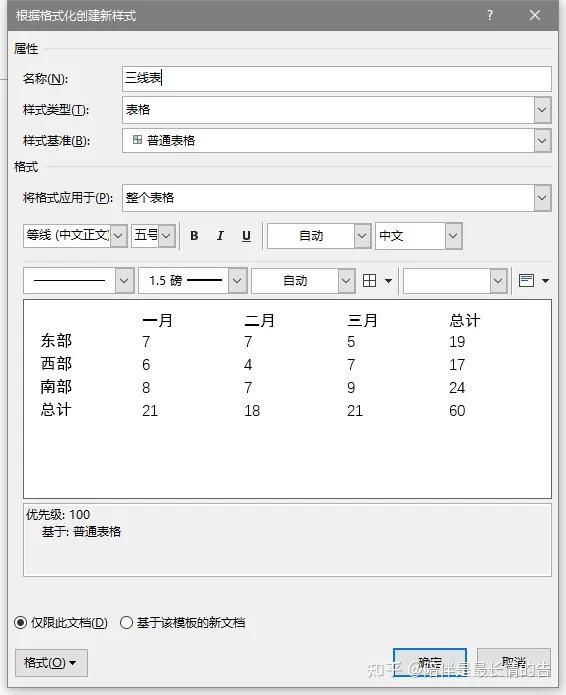 根据格式化创建新样式 ?
属性
名称(N): 三线表
样式类型(T): 表格
样式基准(B): 普通表格
格式
将格式应用于(P): 整个表格
等线 (中文正文) 五号 B I U 自动 中文
1.5 磅 自动
一月 二月 三月 总计
东部 7 7 5 19
西部 6 4 7 17
南部 8 7 9 24
总计 21 18 21 60
优先级: 100
基于: 普通表格
仅限此文档(D) 基于该模板的新文档
格式(O) 确定 取消
知乎 @陪伴是最长情的告